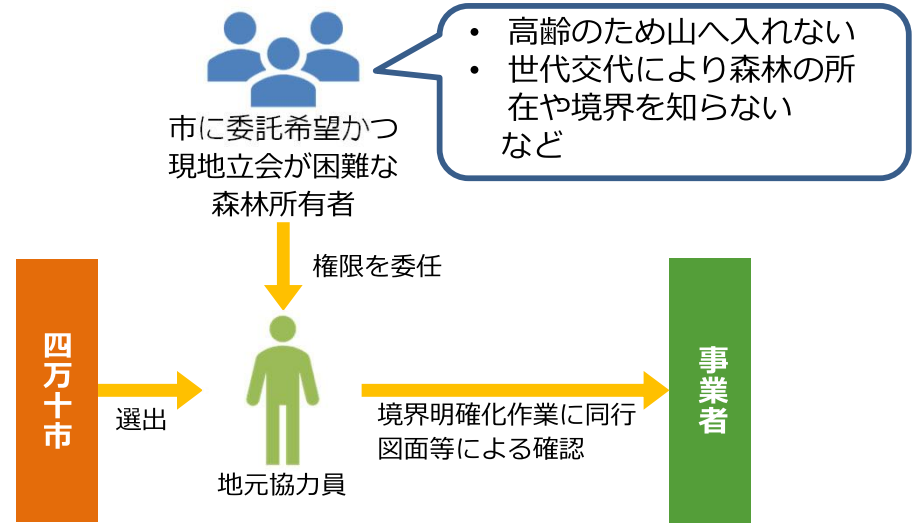 • 高齢のため山へ入れない
• 世代交代により森林の所
在や境界を知らない
など
市に委託希望かつ
現地立会が困難な
森林所有者
権限を委任
四万十市
選出
地元協力員
境界明確化作業に同行
図面等による確認
事業者